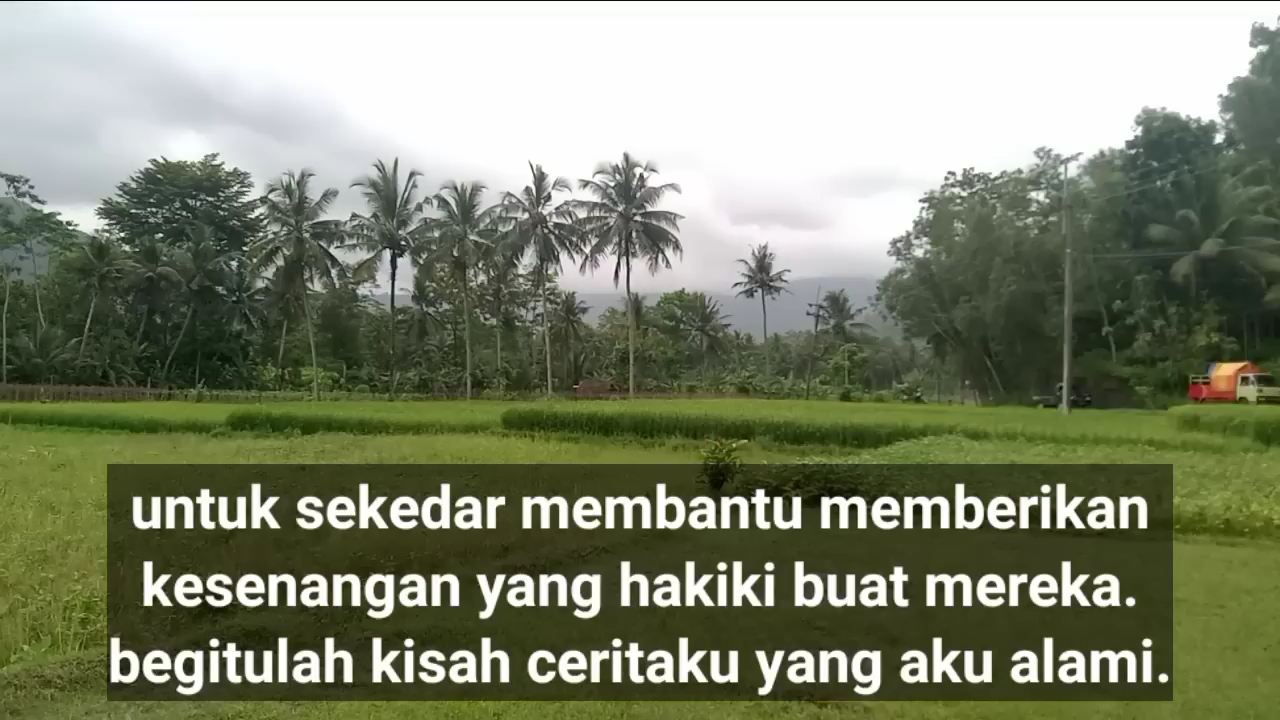 untuk sekedar membantu memberikan
kesenangan yang hakiki buat mereka.
begitulah kisah ceritaku yang aku alami.